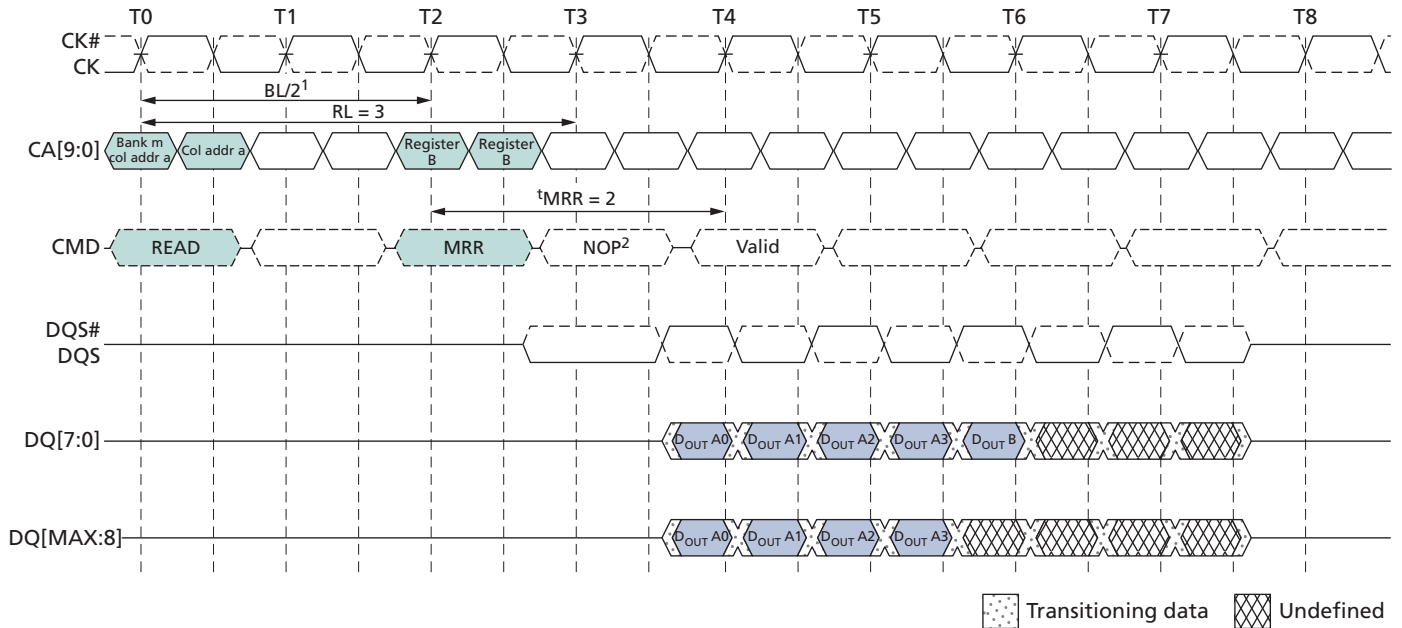 T0 T1 T2 T3 T4 T5 T6 T7 T8
CK#
CK
BL/2¹
RL = 3
CA[9:0] Bank m col addr a Col addr a Register B Register B
ᵗMRR = 2
CMD READ MRR NOP² Valid
DQS#
DQS
DQ[7:0] DOUT A0 DOUT A1 DOUT A2 DOUT A3 DOUT B
DQ[MAX:8] DOUT A0 DOUT A1 DOUT A2 DOUT A3
Transitioning data Undefined